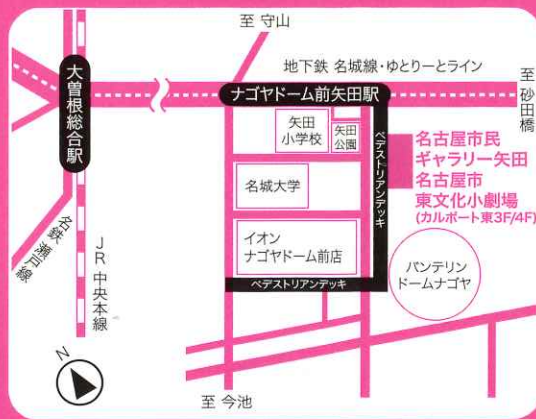 至 守山
地下鉄 名城線・ゆとりーとライン
至 砂田橋
大曽根総合駅
ナゴヤドーム前矢田駅
矢田
小学校
矢田
公園
ペデストリアンデッキ
名古屋市民
ギャラリー矢田
名古屋市
東文化小劇場
(カルポート東3F/4F)
名城大学
イオン
ナゴヤドーム前店
バンテリン
ドームナゴヤ
ペデストリアンデッキ
名鉄 瀬戸線
JR 中央本線
N
至 今池